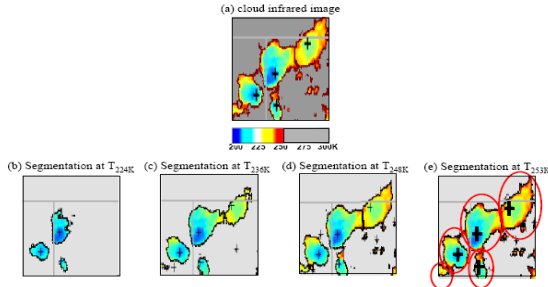 (a) cloud infrared image
200 225 250 275 300K
(b) Segmentation at T224K
(c) Segmentation at T236K
(d) Segmentation at T248K
(e) Segmentation at T253K